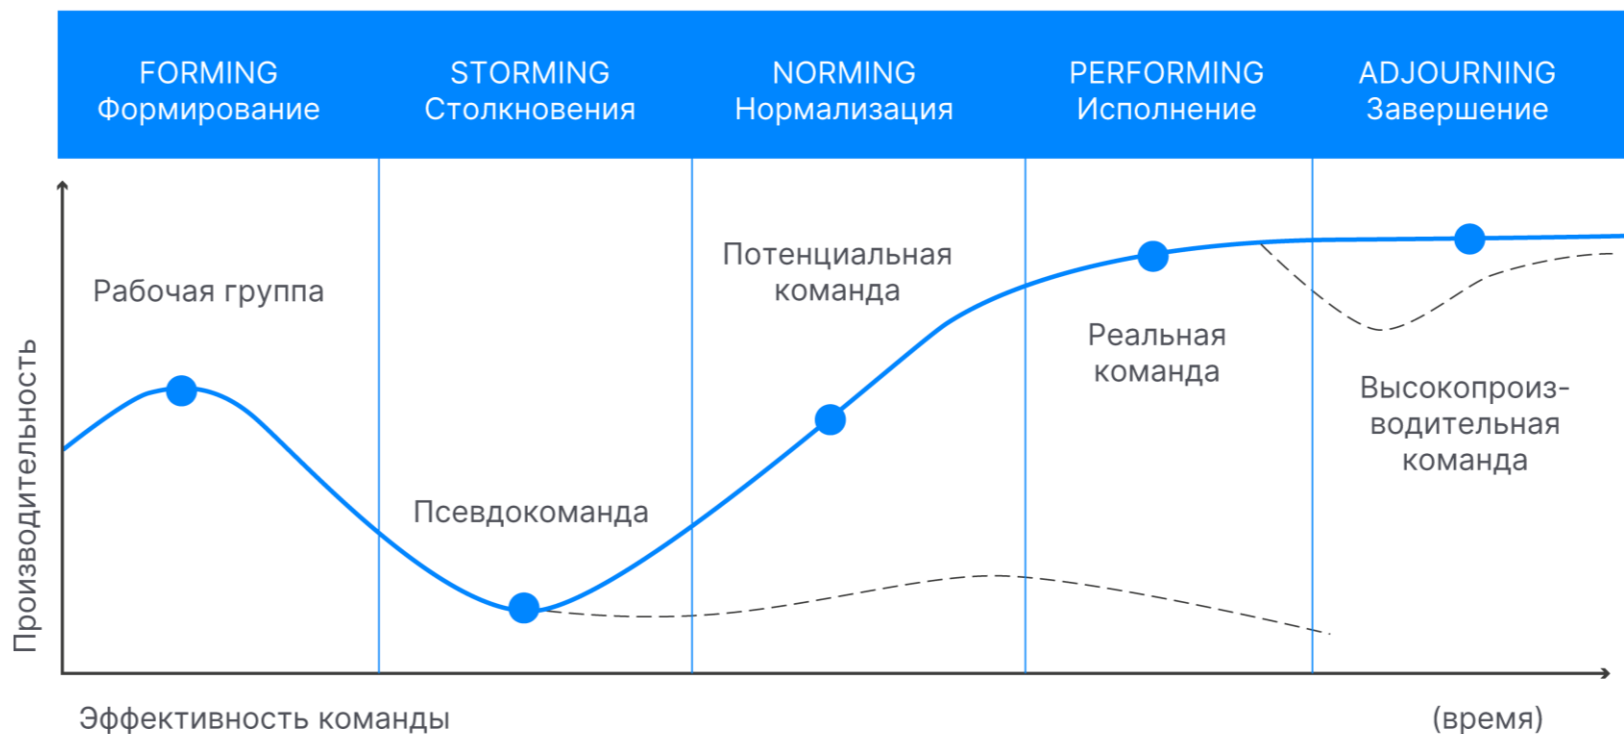 FORMING
Формирование
STORMING
Столкновения
NORMING
Нормализация
PERFORMING
Исполнение
ADJOURNING
Завершение
Производительность
Рабочая группа
Псевдокоманда
Потенциальная
команда
Реальная
команда
Высокопроиз-
водительная
команда
Эффективность команды
(время)